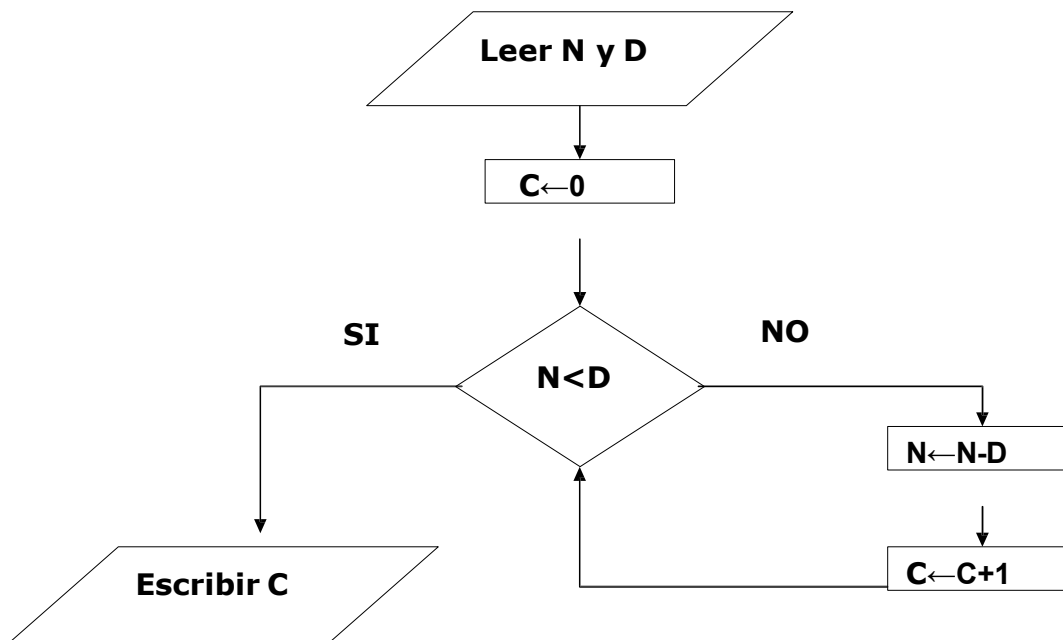 Leer N y D
C←0
SI
NO
N<D
N←N-D
C←C+1
Escribir C